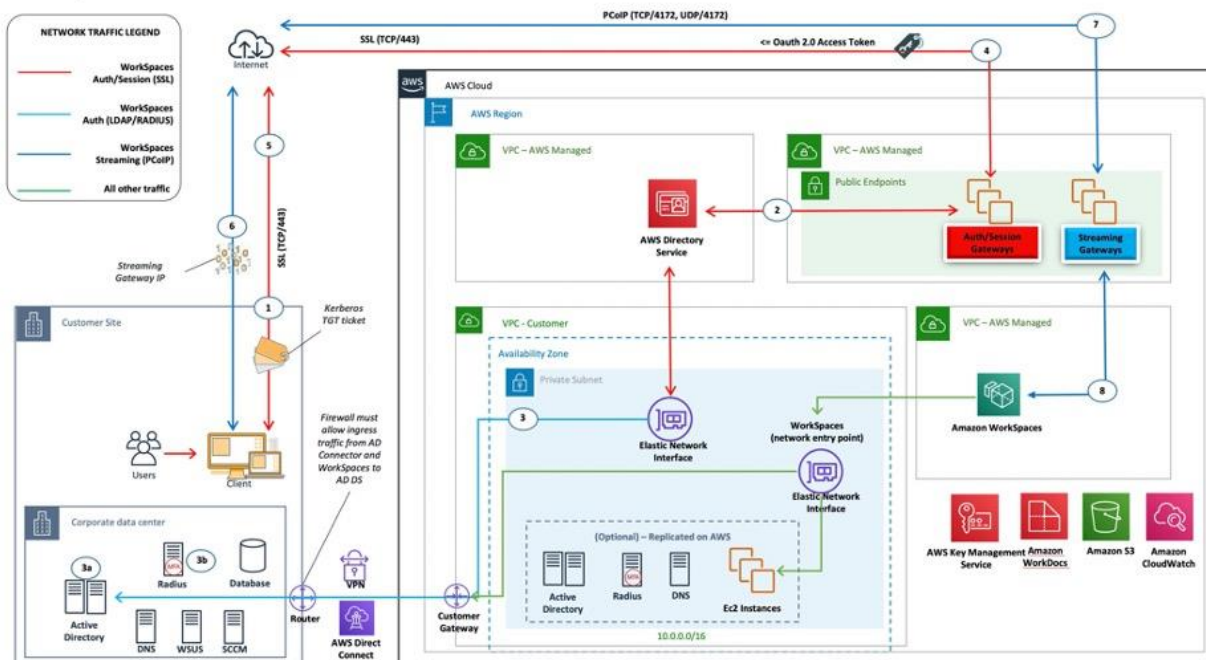 NETWORK TRAFFIC LEGEND
WorkSpaces
Auth/Session (SSL)
WorkSpaces
Auth (LDAP/RADIUS)
WorkSpaces
Streaming (PCoIP)
All other traffic
Internet
PCoIP (TCP/4172, UDP/4172)
7
SSL (TCP/443)
<= Oauth 2.0 Access Token
4
aws
AWS Cloud
AWS Region
VPC – AWS Managed
AWS Directory
Service
2
VPC – AWS Managed
Public Endpoints
Auth/Session
Gateways
Streaming
Gateways
5
6
SSL (TCP/443)
Streaming
Gateway IP
1
Kerberos
TGT ticket
Customer Site
Users
Client
Firewall must
allow ingress
traffic from AD
Connector and
WorkSpaces to
AD DS
Corporate data center
3a
Active
Directory
MFA
Radius
3b
Database
DNS
WSUS
SCCM
Router
VPN
AWS Direct
Connect
Customer
Gateway
VPC - Customer
Availability Zone
Private Subnet
3
Elastic Network
Interface
WorkSpaces
(network entry point)
Elastic Network
Interface
(Optional) – Replicated on AWS
Active
Directory
MFA
Radius
DNS
Ec2 Instances
10.0.0.0/16
VPC – AWS Managed
Amazon WorkSpaces
8
AWS Key Management
Service
Amazon
WorkDocs
Amazon S3
Amazon
CloudWatch